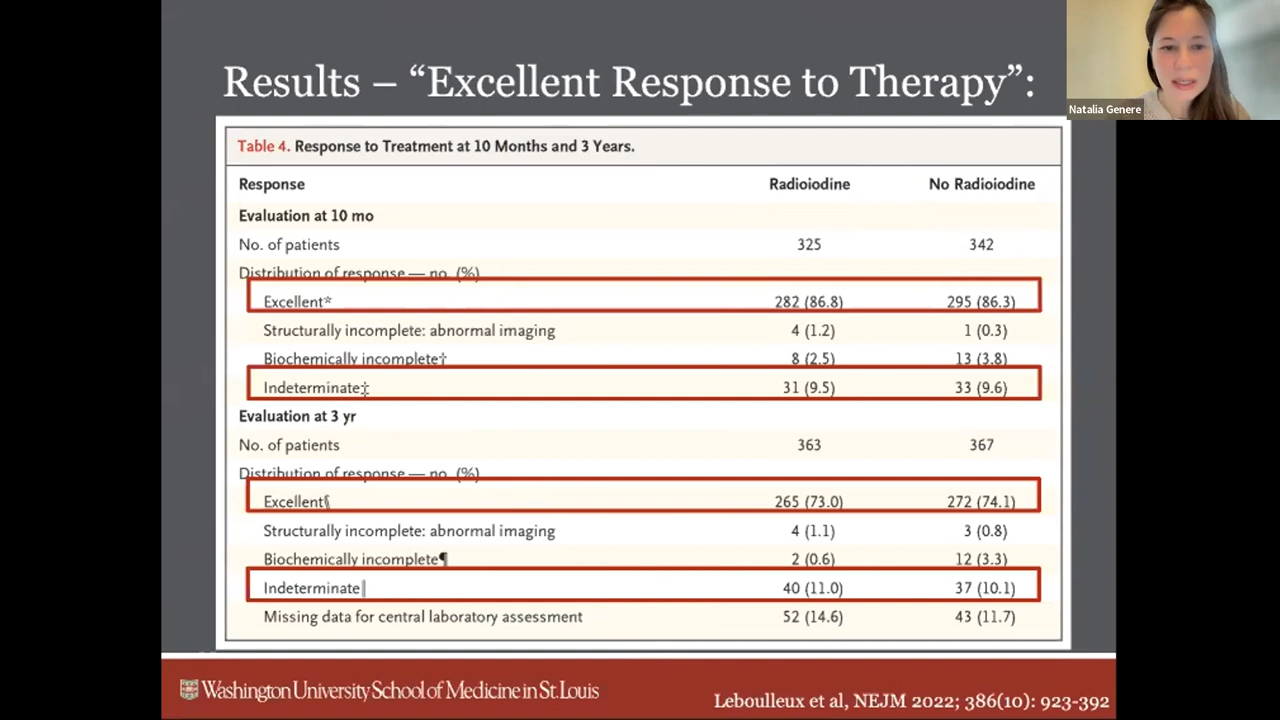 Results – “Excellent Response to Therapy”:
Natalia Genere
Table 4. Response to Treatment at 10 Months and 3 Years.
Response Radioiodine No Radioiodine
Evaluation at 10 mo
No. of patients 325 342
Distribution of response — no. (%)
Excellent* 282 (86.8) 295 (86.3)
Structurally incomplete: abnormal imaging 4 (1.2) 1 (0.3)
Biochemically incomplete† 8 (2.5) 13 (3.8)
Indeterminate‡ 31 (9.5) 33 (9.6)
Evaluation at 3 yr
No. of patients 363 367
Distribution of response — no. (%)
Excellent§ 265 (73.0) 272 (74.1)
Structurally incomplete: abnormal imaging 4 (1.1) 3 (0.8)
Biochemically incomplete¶ 2 (0.6) 12 (3.3)
Indeterminate‖ 40 (11.0) 37 (10.1)
Missing data for central laboratory assessment 52 (14.6) 43 (11.7)
Washington University School of Medicine in St. Louis
Leboulleux et al, NEJM 2022; 386(10): 923-392